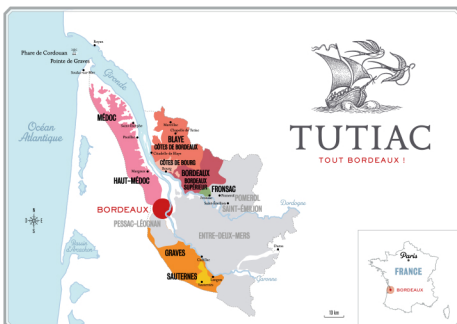 Royan
Phare de Cordouan
Pointe de Graves
Gironde
Océan
Atlantique
MÉDOC
BLAYE
CÔTES DE BORDEAUX
CÔTES DE BOURG
HAUT-MÉDOC
BORDEAUX
BORDEAUX
SUPÉRIEUR
FRONSAC
POMEROL
SAINT-ÉMILION
Dordogne
BORDEAUX
PESSAC-LÉOGNAN
ENTRE-DEUX-MERS
GRAVES
SAUTERNES
Garonne
10 km
TUTIAC
TOUT BORDEAUX !
Paris
FRANCE
BORDEAUX